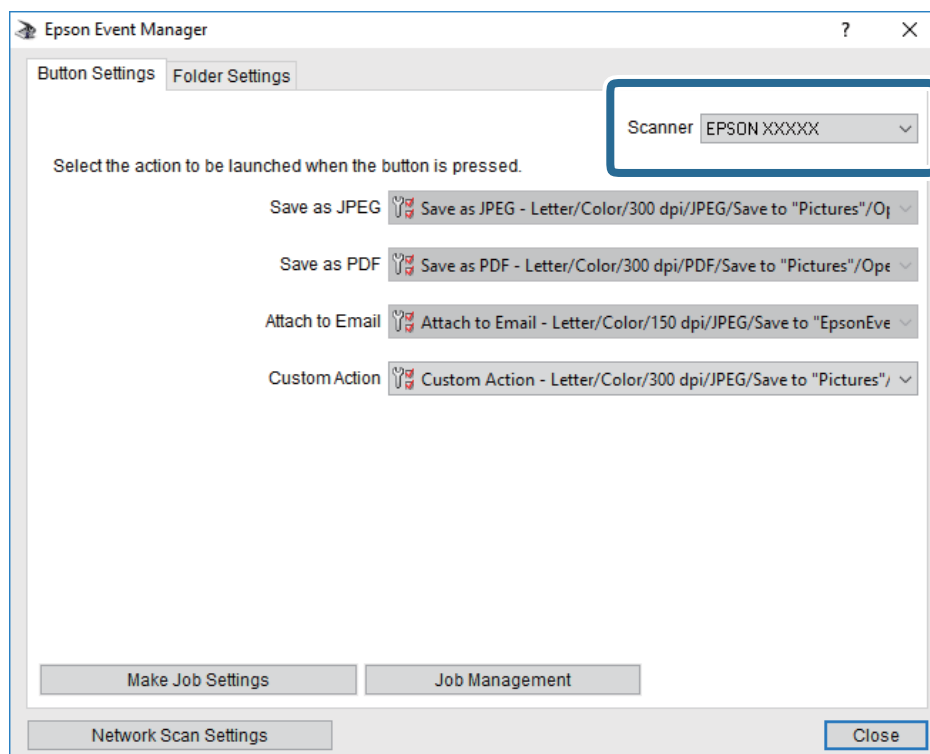 Epson Event Manager ?
Button Settings Folder Settings
Scanner EPSON XXXXX
Select the action to be launched when the button is pressed.
Save as JPEG Save as JPEG - Letter/Color/300 dpi/JPEG/Save to "Pictures"/Op
Save as PDF Save as PDF - Letter/Color/300 dpi/PDF/Save to "Pictures"/Ope
Attach to Email Attach to Email - Letter/Color/150 dpi/JPEG/Save to "EpsonEve
Custom Action Custom Action - Letter/Color/300 dpi/JPEG/Save to "Pictures"/
Make Job Settings Job Management
Network Scan Settings Close